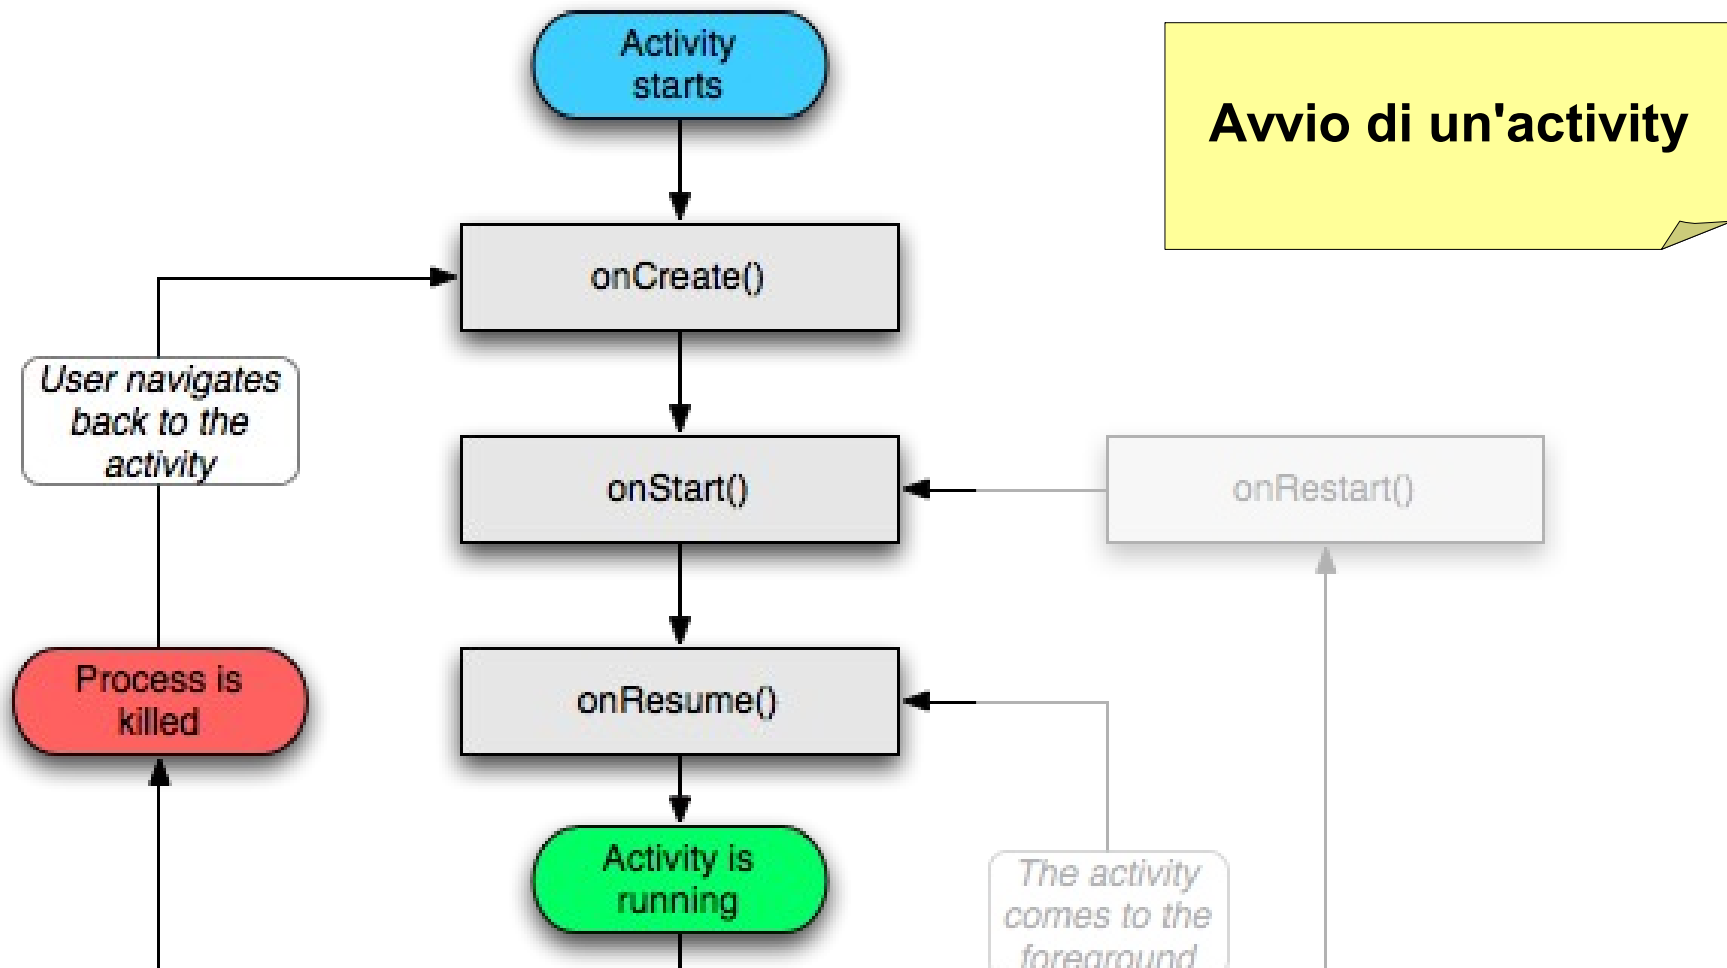 Activity
starts
Avvio di un'activity
onCreate()
User navigates
back to the
activity
onStart()
onRestart()
Process is
killed
onResume()
Activity is
running
The activity
comes to the
foreground